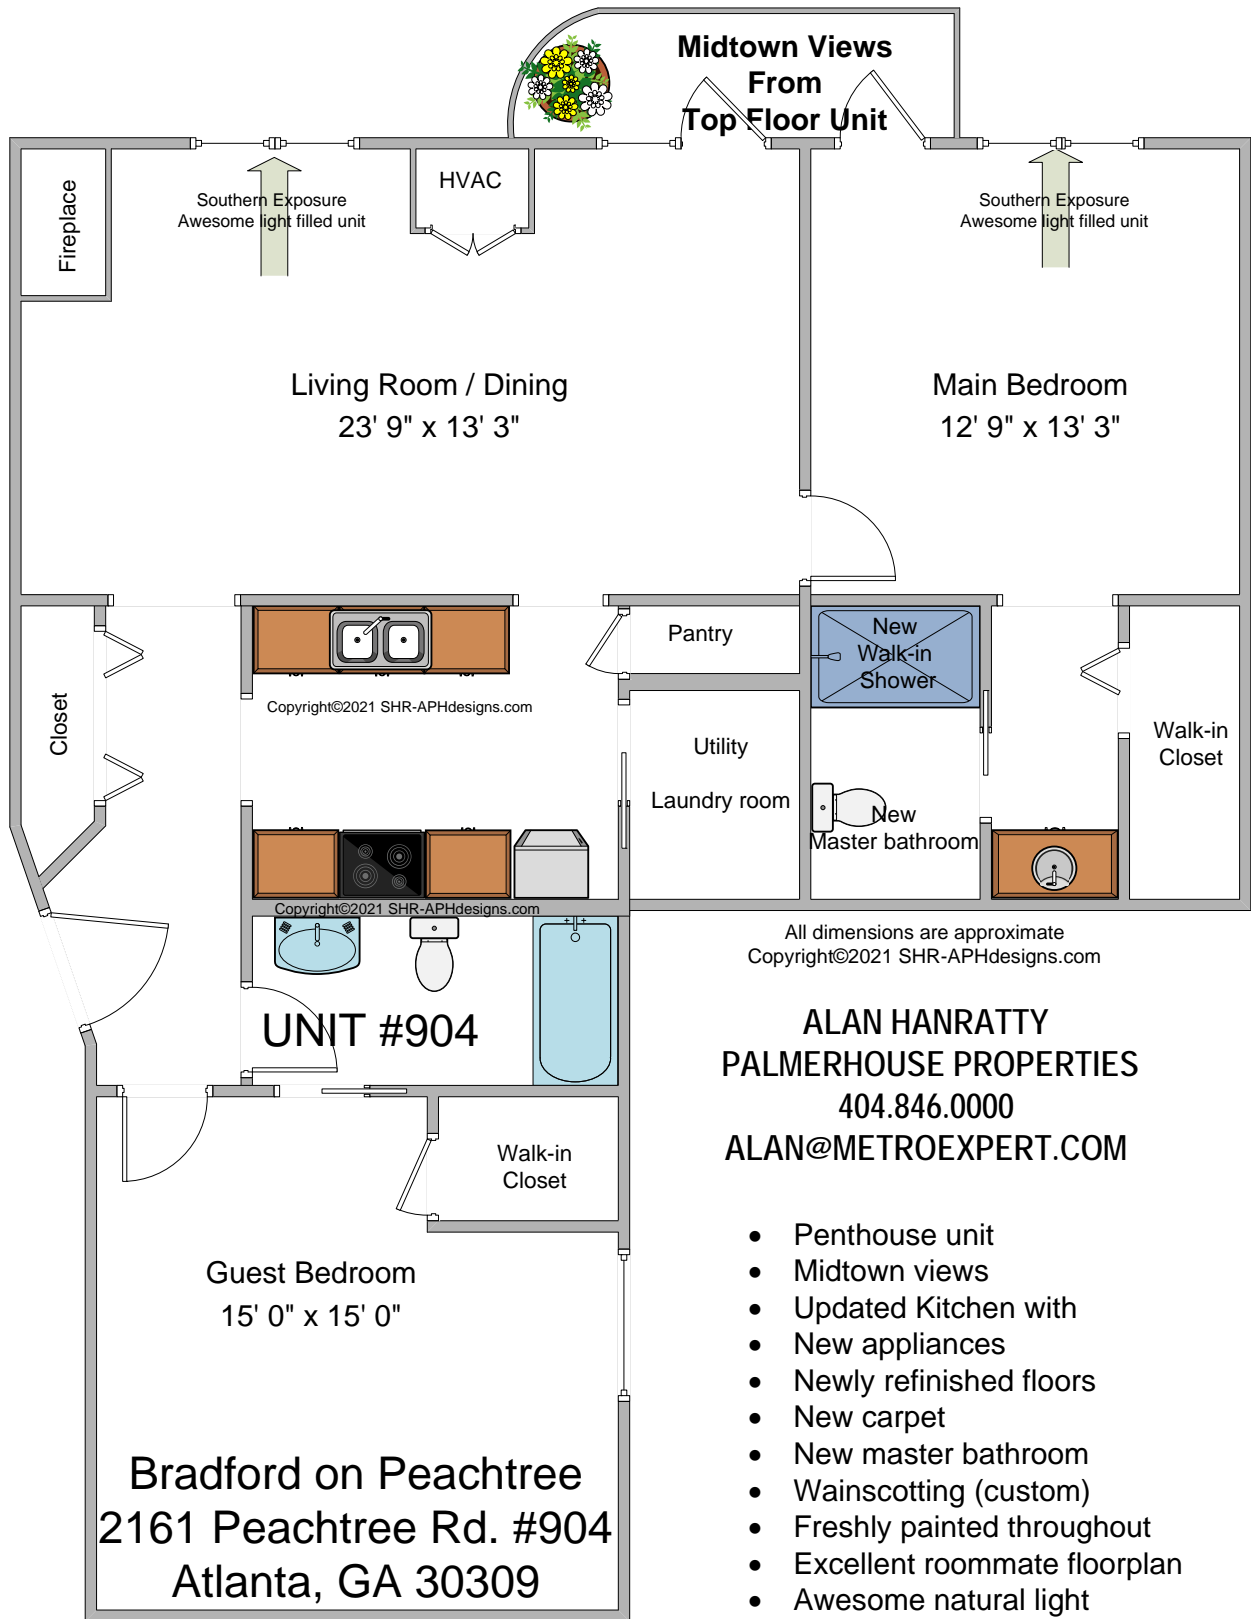 Midtown Views
From
Top Floor Unit
HVAC
Fireplace
Southern Exposure
Awesome light filled unit
Southern Exposure
Awesome light filled unit
Living Room / Dining
23' 9" x 13' 3"
Main Bedroom
12' 9" x 13' 3"
Pantry
New
Walk-in
Shower
Closet
Copyright©2021 SHR-APHdesigns.com
Utility
Laundry room
Walk-in
Closet
New
Master bathroom
Copyright©2021 SHR-APHdesigns.com
All dimensions are approximate
Copyright©2021 SHR-APHdesigns.com
UNIT #904
ALAN HANRATTY
PALMERHOUSE PROPERTIES
404.846.0000
ALAN@METROEXPERT.COM
Walk-in
Closet
Guest Bedroom
15' 0" x 15' 0"
• Penthouse unit
• Midtown views
• Updated Kitchen with
• New appliances
• Newly refinished floors
• New carpet
• New master bathroom
• Wainscotting (custom)
• Freshly painted throughout
• Excellent roommate floorplan
• Awesome natural light
Bradford on Peachtree
2161 Peachtree Rd. #904
Atlanta, GA 30309